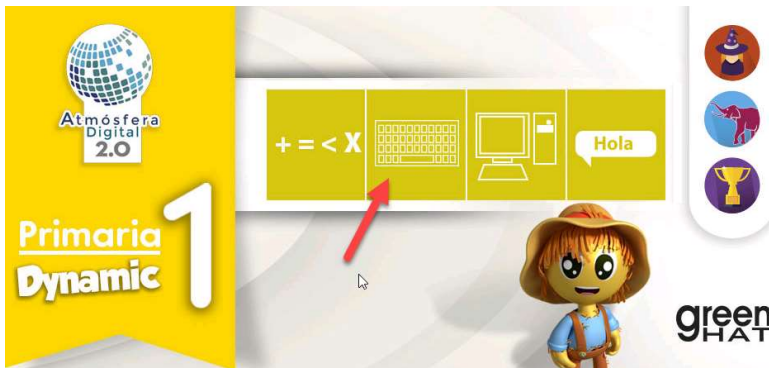 Atmósfera
Digital
2.0
Primaria
Dynamic
1
+ = < X
Hola
green
HAT